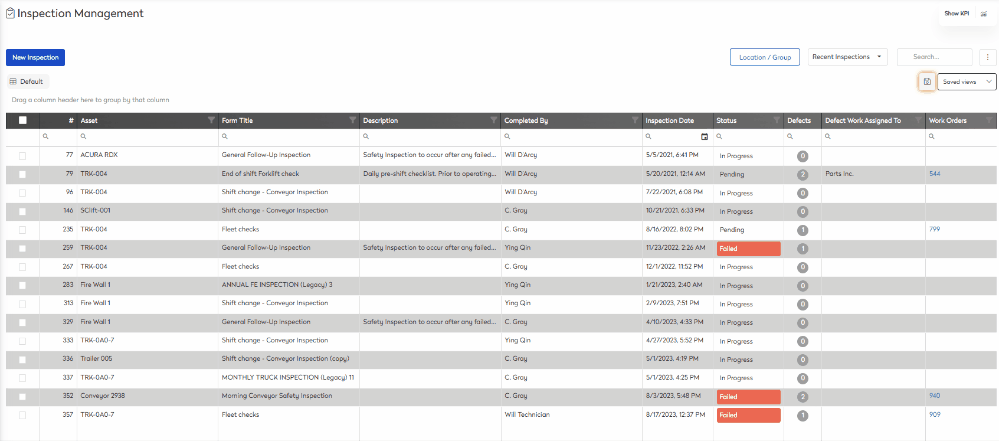 Inspection Management
Show KPI
New Inspection
Location / Group
Recent Inspections
Search...
Default
Saved views
Drag a column header here to group by that column
# Asset Form Title Description Completed By Inspection Date Status Defects Defect Work Assigned To Work Orders
77 ACURA RDX General Follow-Up Inspection Safety Inspection to occur after any failed... Will D'Arcy 5/5/2021, 6:41 PM In Progress 0
79 TRK-004 End of shift Forklift check Daily pre-shift checklist. Prior to operating... Will D'Arcy 5/20/2021, 12:14 AM Pending 2 Parts Inc. 544
96 TRK-004 Shift change - Conveyor Inspection Will D'Arcy 7/22/2021, 6:08 PM In Progress 0
146 SClift-001 Shift change - Conveyor Inspection C. Gray 10/21/2021, 6:33 PM In Progress 0
235 TRK-004 Fleet checks C. Gray 8/16/2022, 8:02 PM Pending 1 799
259 TRK-004 General Follow-Up Inspection Safety Inspection to occur after any failed... Ying Qin 11/23/2022, 2:26 AM Failed 1
267 TRK-004 Fleet checks C. Gray 12/1/2022, 11:52 PM In Progress 0
283 Fire Wall 1 ANNUAL FE INSPECTION (Legacy) 3 Ying Qin 1/21/2023, 2:40 AM In Progress 0
313 Fire Wall 1 Shift change - Conveyor Inspection Ying Qin 2/9/2023, 7:51 PM In Progress 0
329 Fire Wall 1 General Follow-Up Inspection Safety Inspection to occur after any failed... C. Gray 4/10/2023, 4:33 PM In Progress 0
333 TRK-0A0-7 Shift change - Conveyor Inspection Ying Qin 4/27/2023, 5:52 PM In Progress 0
336 Trailer 005 Shift change - Conveyor Inspection (copy) C. Gray 5/1/2023, 4:19 PM In Progress 0
337 TRK-0A0-7 MONTHLY TRUCK INSPECTION (Legacy) 11 C. Gray 5/1/2023, 4:25 PM In Progress 0
352 Conveyor 2938 Morning Conveyor Safety Inspection C. Gray 8/3/2023, 5:48 PM Failed 2 940
357 TRK-0A0-7 Fleet checks Will Technician 8/17/2023, 12:37 PM Failed 1 909